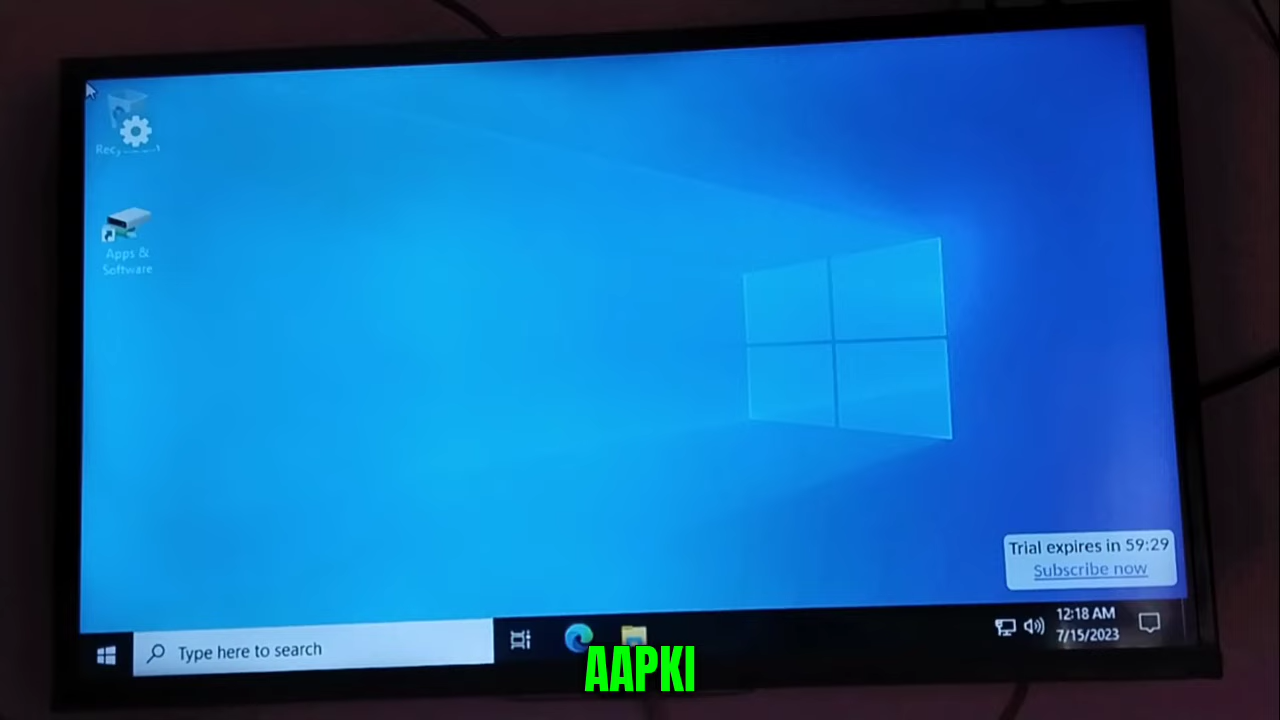 Apps &
Software
Trial expires in 59:29
Subscribe now
Type here to search
12:18 AM
7/15/2023
AAPKI